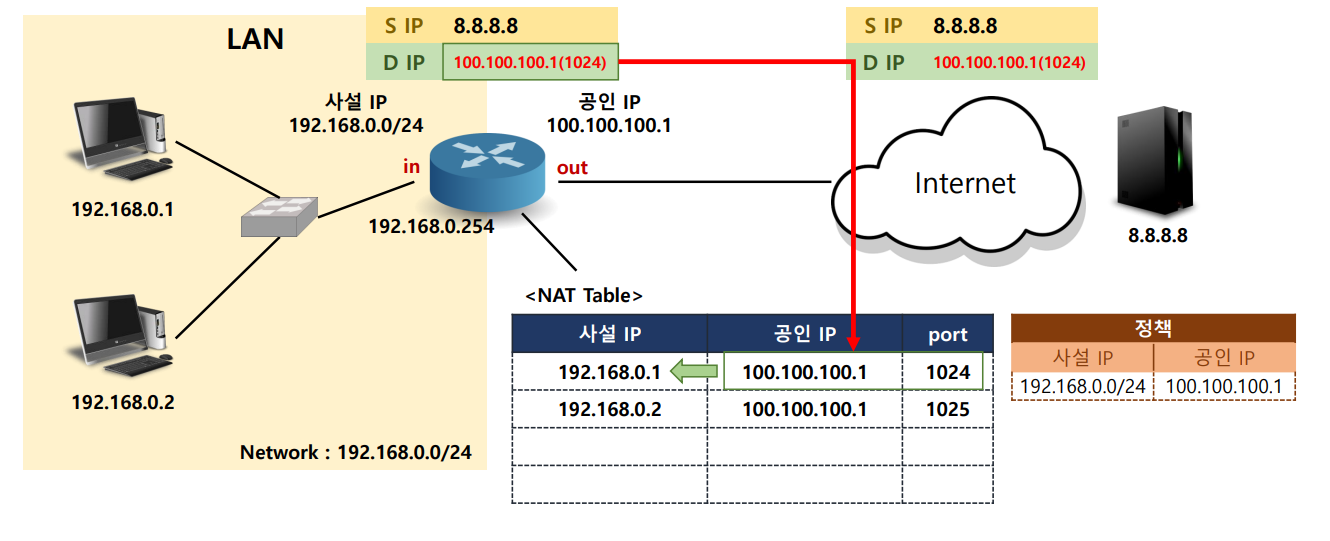 LAN
S IP 8.8.8.8
D IP 100.100.100.1(1024)
S IP 8.8.8.8
D IP 100.100.100.1(1024)
사설 IP
192.168.0.0/24
공인 IP
100.100.100.1
in
out
192.168.0.1
192.168.0.254
Internet
8.8.8.8
192.168.0.2
Network : 192.168.0.0/24
<NAT Table>
사설 IP 공인 IP port
192.168.0.1 100.100.100.1 1024
192.168.0.2 100.100.100.1 1025
정책
사설 IP 공인 IP
192.168.0.0/24 100.100.100.1